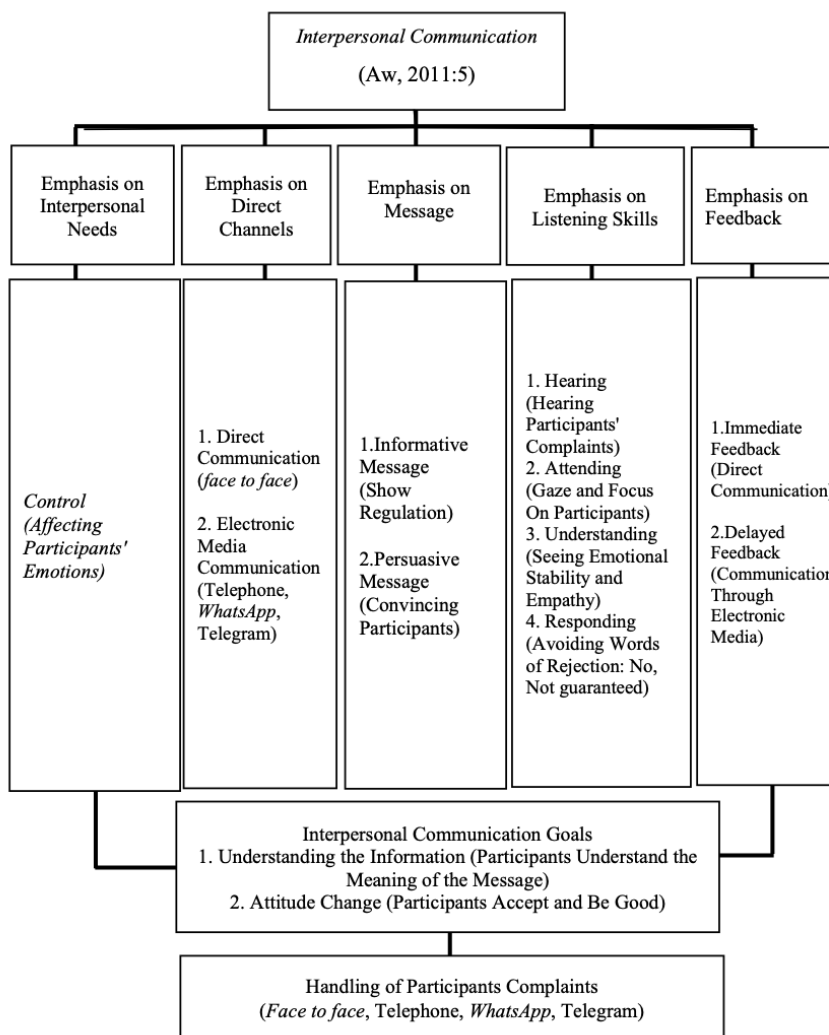 Interpersonal Communication
(Aw, 2011:5)
Emphasis on
Interpersonal
Needs
Emphasis on
Direct
Channels
Emphasis on
Message
Emphasis on
Listening Skills
Emphasis on
Feedback
Control
(Affecting
Participants'
Emotions)
1. Direct
Communication
(face to face)
2. Electronic
Media
Communication
(Telephone,
WhatsApp,
Telegram)
1.Informative
Message
(Show
Regulation)
2.Persuasive
Message
(Convincing
Participants)
1. Hearing
(Hearing
Participants'
Complaints)
2. Attending
(Gaze and Focus
On Participants)
3. Understanding
(Seeing Emotional
Stability and
Empathy)
4. Responding
(Avoiding Words
of Rejection: No,
Not guaranteed)
1.Immediate
Feedback
(Direct
Communication)
2.Delayed
Feedback
(Communication
Through
Electronic
Media)
Interpersonal Communication Goals
1. Understanding the Information (Participants Understand the
Meaning of the Message)
2. Attitude Change (Participants Accept and Be Good)
Handling of Participants Complaints
(Face to face, Telephone, WhatsApp, Telegram)